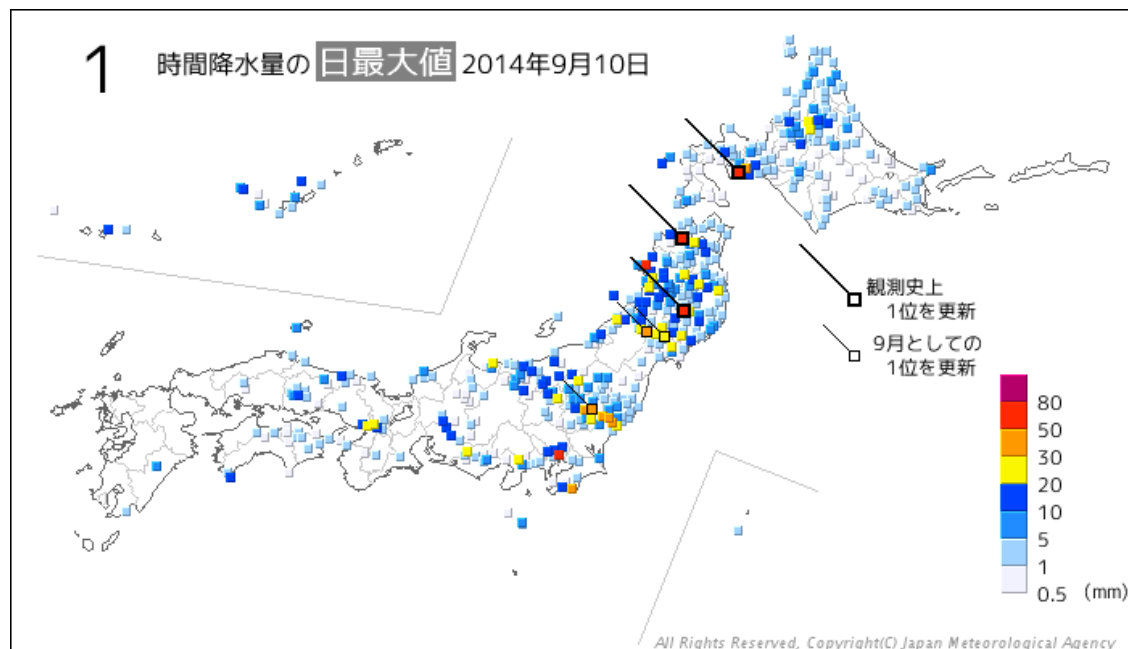 1 時間降水量の 日最大値 2014年9月10日
観測史上
1位を更新
9月としての
1位を更新
80
50
30
20
10
5
1
0.5 (mm)
All Rights Reserved, Copyright(C) Japan Meteorological Agency